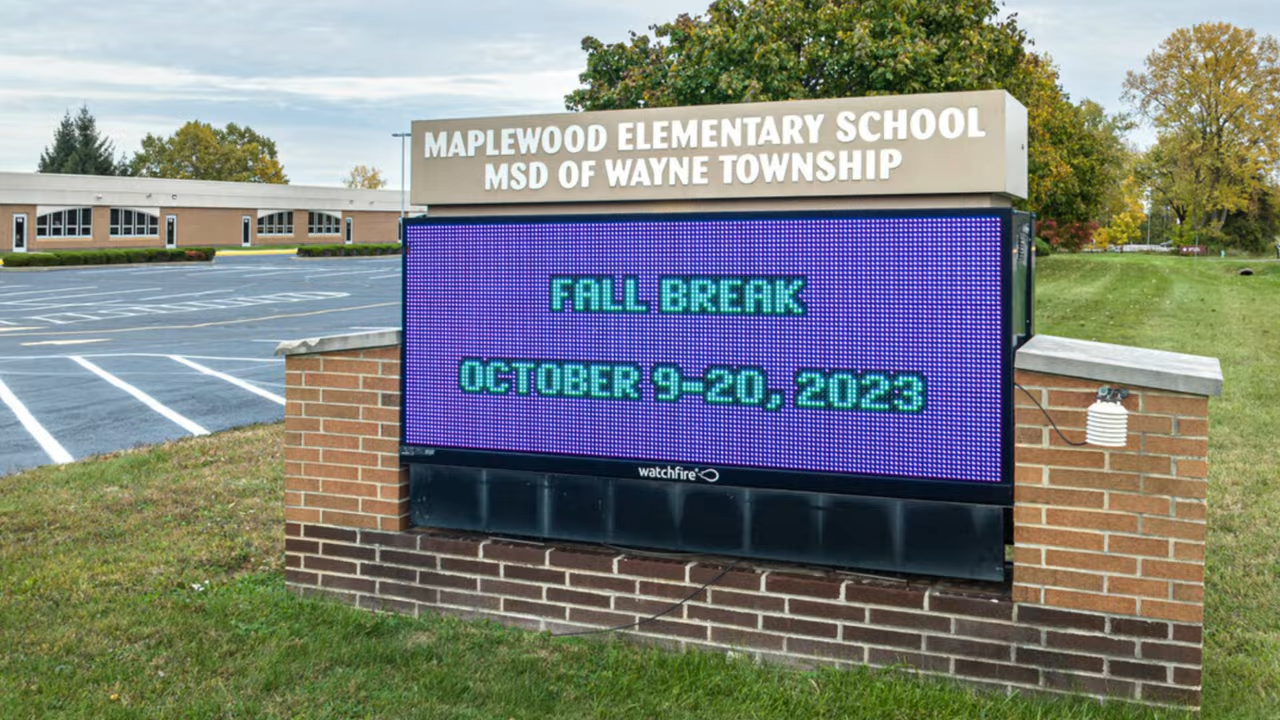 MAPLEWOOD ELEMENTARY SCHOOL
MSD OF WAYNE TOWNSHIP
FALL BREAK
OCTOBER 9-20, 2023
watchfire